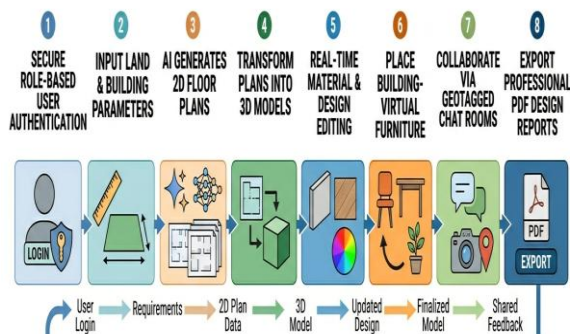 1
SECURE
ROLE-BASED
USER
AUTHENTICATION
2
INPUT LAND
& BUILDING
PARAMETERS
3
AI GENERATES
2D FLOOR
PLANS
4
TRANSFORM
PLANS INTO
3D MODELS
5
REAL-TIME
MATERIAL &
DESIGN
EDITING
6
PLACE
BUILDING-
VIRTUAL
FURNITURE
7
COLLABORATE
VIA
GEOTAGGED
CHAT ROOMS
8
EXPORT
PROFESSIONAL
PDF DESIGN
REPORTS
LOGIN
PDF
EXPORT
User
Login
Requirements
2D Plan
Data
3D
Model
Updated
Design
Finalized
Model
Shared
Feedback